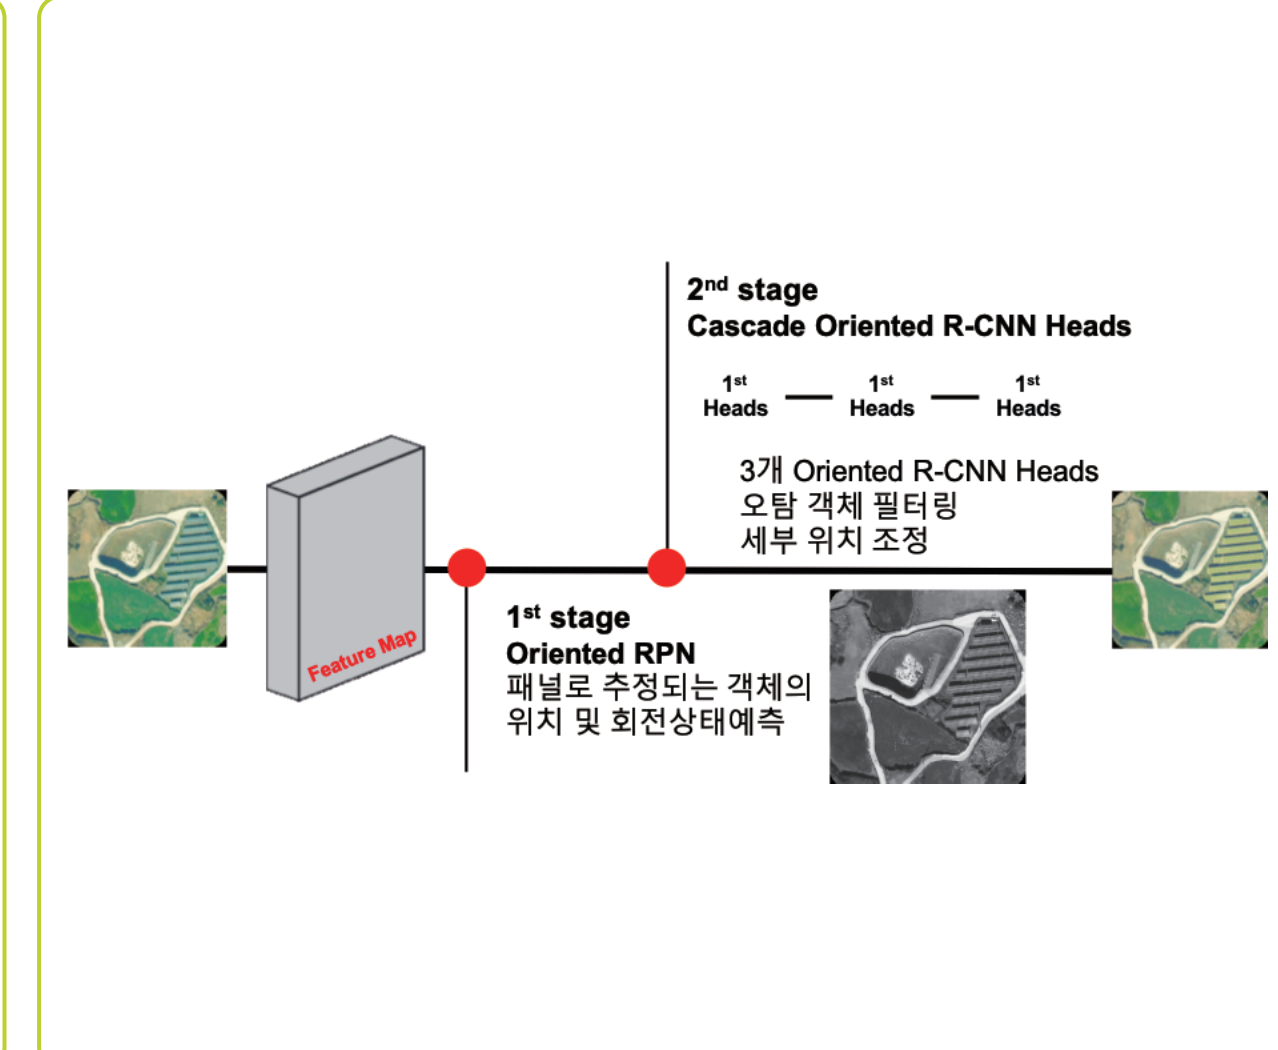 2nd stage
Cascade Oriented R-CNN Heads
1st 1st 1st
Heads Heads Heads
3개 Oriented R-CNN Heads
오탐 객체 필터링
세부 위치 조정
Feature Map
1st stage
Oriented RPN
패널로 추정되는 객체의
위치 및 회전상태예측